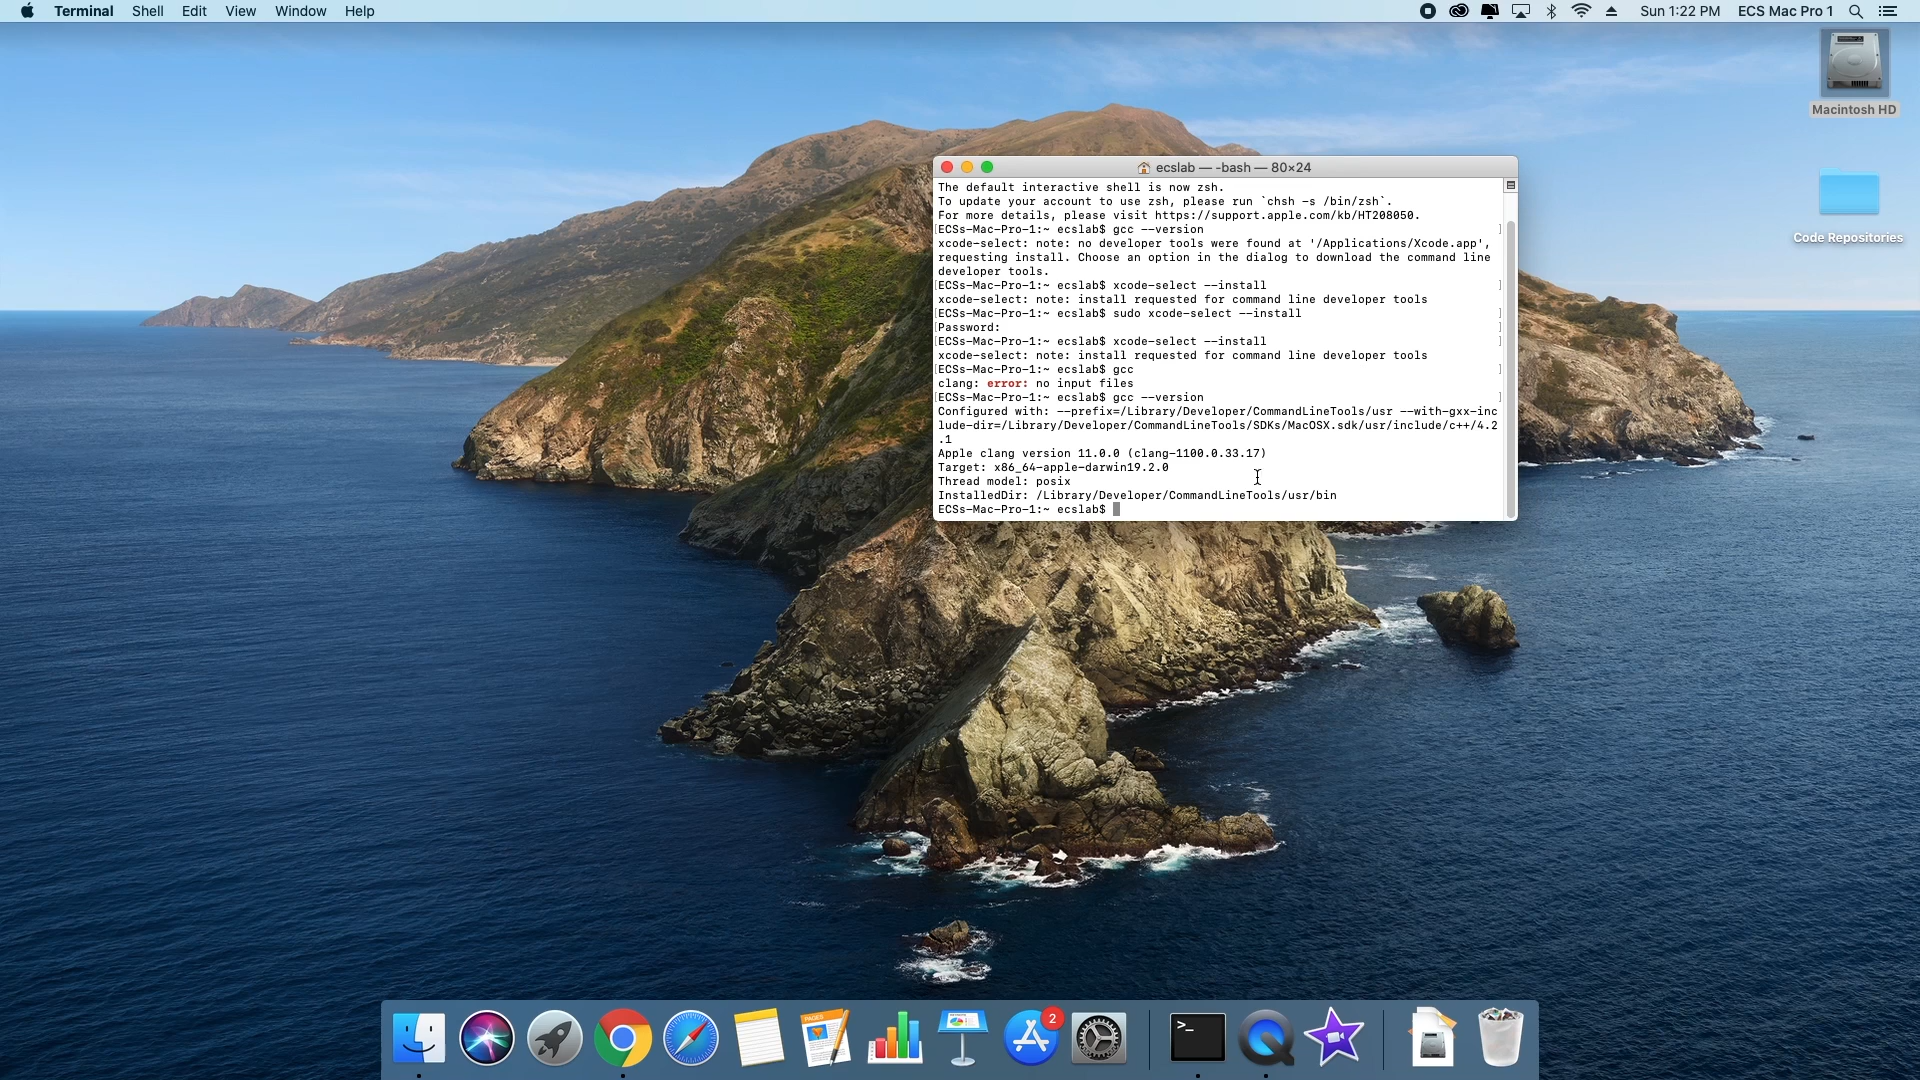 Terminal Shell Edit View Window Help Sun 1:22 PM ECS Mac Pro 1
Macintosh HD
Code Repositories
ecslab — -bash — 80×24
The default interactive shell is now zsh.
To update your account to use zsh, please run `chsh -s /bin/zsh`.
For more details, please visit https://support.apple.com/kb/HT208050.
[ECSs-Mac-Pro-1:~ ecslab$ gcc --version ]
xcode-select: note: no developer tools were found at '/Applications/Xcode.app',
requesting install. Choose an option in the dialog to download the command line
developer tools.
[ECSs-Mac-Pro-1:~ ecslab$ xcode-select --install ]
xcode-select: note: install requested for command line developer tools
[ECSs-Mac-Pro-1:~ ecslab$ sudo xcode-select --install ]
[Password: ]
[ECSs-Mac-Pro-1:~ ecslab$ xcode-select --install ]
xcode-select: note: install requested for command line developer tools
[ECSs-Mac-Pro-1:~ ecslab$ gcc ]
clang: error: no input files
[ECSs-Mac-Pro-1:~ ecslab$ gcc --version ]
Configured with: --prefix=/Library/Developer/CommandLineTools/usr --with-gxx-inc
lude-dir=/Library/Developer/CommandLineTools/SDKs/MacOSX.sdk/usr/include/c++/4.2
.1
Apple clang version 11.0.0 (clang-1100.0.33.17)
Target: x86_64-apple-darwin19.2.0
Thread model: posix
InstalledDir: /Library/Developer/CommandLineTools/usr/bin
ECSs-Mac-Pro-1:~ ecslab$
PAGES
2
>_